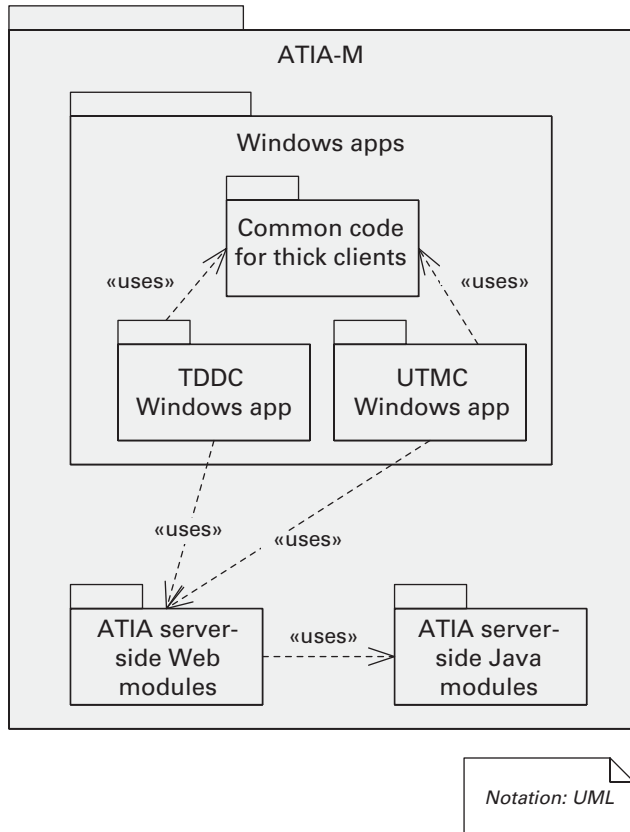 ATIA-M
Windows apps
Common code
for thick clients
«uses»
«uses»
TDDC
Windows app
UTMC
Windows app
«uses»
«uses»
ATIA server-
side Web
modules
«uses»
ATIA server-
side Java
modules
Notation: UML